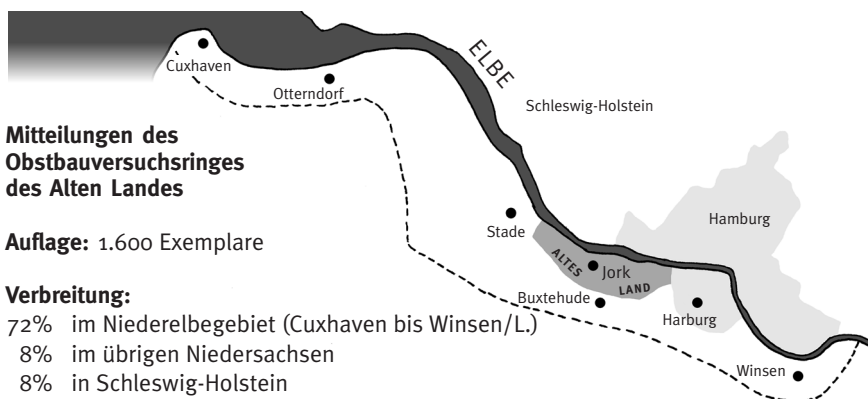 ELBE
Cuxhaven
Otterndorf
Schleswig-Holstein
Mitteilungen des
Obstbauversuchsringes
des Alten Landes
Hamburg
Stade
Auflage: 1.600 Exemplare
ALTES
Jork
LAND
Verbreitung:
Buxtehude
Harburg
72% im Niederelbegebiet (Cuxhaven bis Winsen/L.)
8% im übrigen Niedersachsen
Winsen
8% in Schleswig-Holstein